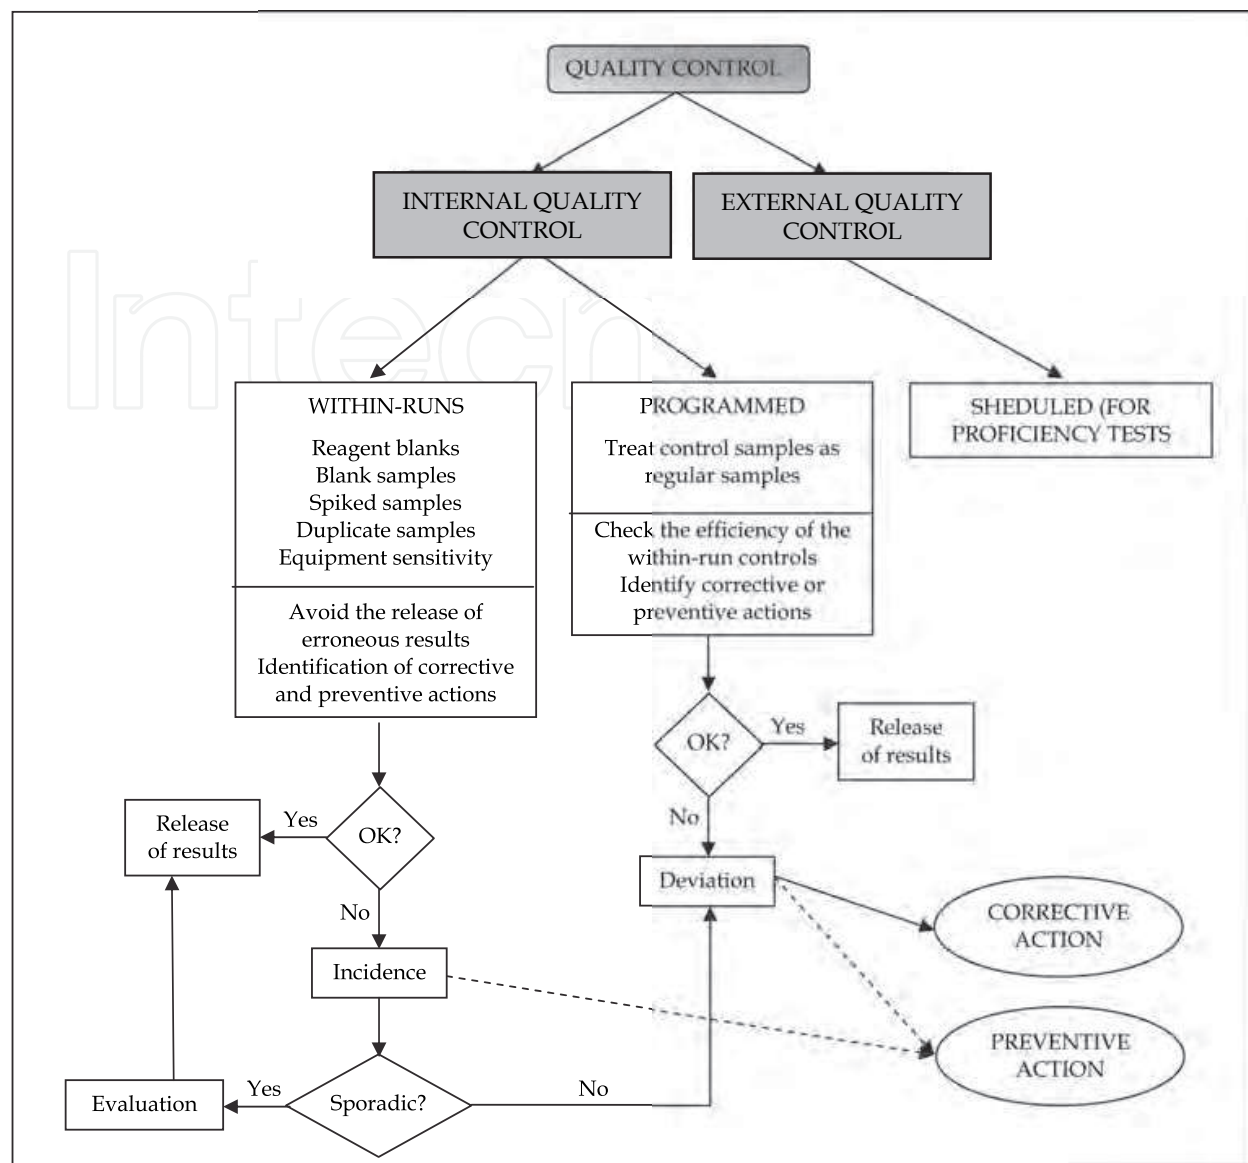 QUALITY CONTROL
INTERNAL QUALITY
CONTROL
EXTERNAL QUALITY
CONTROL
WITHIN-RUNS
Reagent blanks
Blank samples
Spiked samples
Duplicate samples
Equipment sensitivity
Avoid the release of
erroneous results
Identification of corrective
and preventive actions
PROGRAMMED
Treat control samples as
regular samples
Check the efficiency of the
within-run controls
Identify corrective or
preventive actions
SHEDULED (FOR
PROFICIENCY TESTS
OK?
Yes
Release
of results
No
Deviation
CORRECTIVE
ACTION
PREVENTIVE
ACTION
OK?
Yes
Release
of results
No
Incidence
Sporadic?
Yes
Evaluation
No
Intech